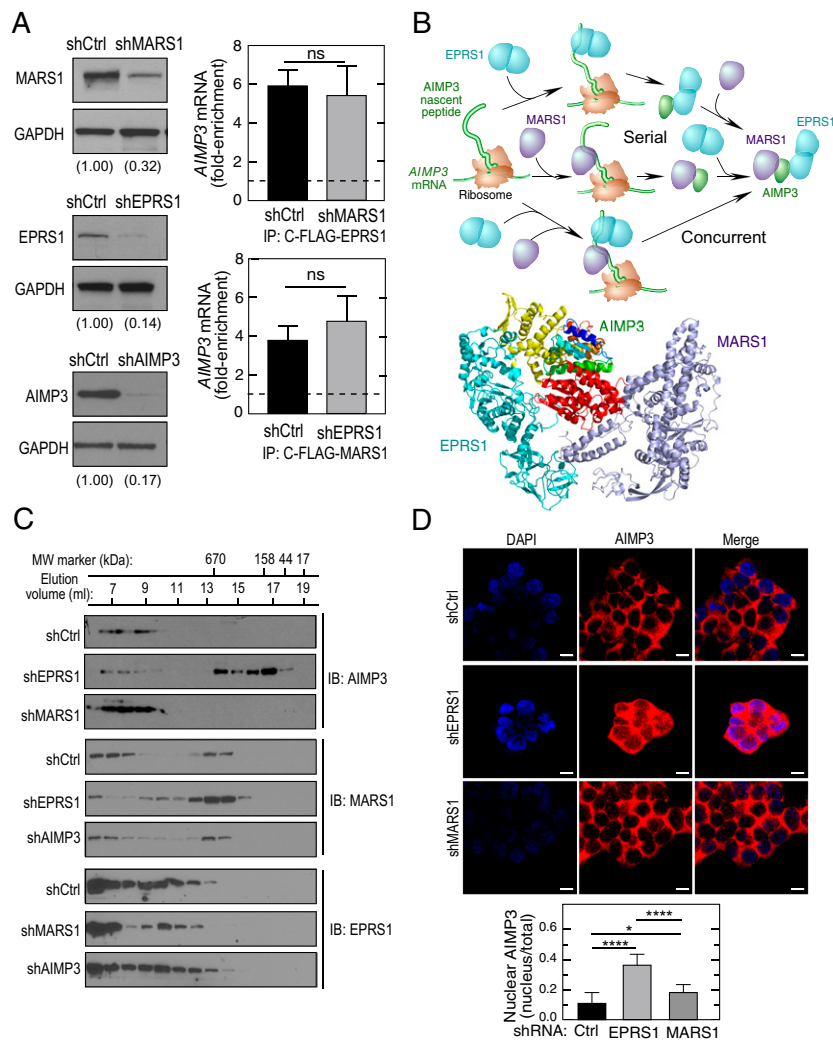 A
shCtrl shMARS1
MARS1
GAPDH
(1.00) (0.32)
shCtrl shEPRS1
EPRS1
GAPDH
(1.00) (0.14)
shCtrl shAIMP3
AIMP3
GAPDH
(1.00) (0.17)
AIMP3 mRNA
(fold-enrichment)
8
6
4
2
0
ns
shCtrl shMARS1
IP: C-FLAG-EPRS1
AIMP3 mRNA
(fold-enrichment)
8
6
4
2
0
ns
shCtrl shEPRS1
IP: C-FLAG-MARS1
B
EPRS1
AIMP3
nascent
peptide
MARS1
Serial
EPRS1
MARS1
AIMP3
mRNA
Ribosome
AIMP3
Concurrent
AIMP3
MARS1
EPRS1
C
MW marker (kDa): 670 158 44 17
Elution
volume (ml): 7 9 11 13 15 17 19
shCtrl
shEPRS1 IB: AIMP3
shMARS1
shCtrl
shEPRS1 IB: MARS1
shAIMP3
shCtrl
shMARS1 IB: EPRS1
shAIMP3
D
DAPI AIMP3 Merge
shCtrl
shEPRS1
shMARS1
Nuclear AIMP3
(nucleus/total)
0.6
0.4
0.2
0.0
****
*
****
shRNA: Ctrl EPRS1 MARS1